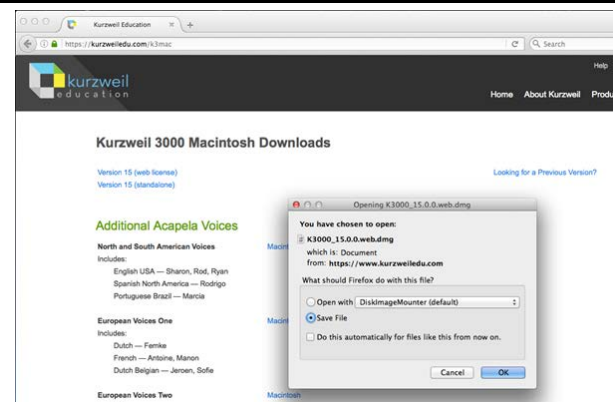 Kurzweil Education
https://kurzweiledu.com/k3mac
Search
kurzweil
education
Help
Home About Kurzweil Produ
Kurzweil 3000 Macintosh Downloads
Version 15 (web-license)
Looking for a Previous Version?
Version 15 (standalone)
Additional Acapela Voices
North and South American Voices
Macint
Includes:
English USA — Sharon, Rod, Ryan
Spanish North America — Rodrigo
Portuguese Brazil — Marcia
European Voices One
Macint
Includes:
Dutch — Femke
French — Antoine, Manon
Dutch Belgian — Jeroen, Sofie
European Voices Two
Macintosh
Opening K3000_15.0.0.web.dmg
You have chosen to open:
K3000_15.0.0.web.dmg
which is: Document
from: https://www.kurzweiledu.com
What should Firefox do with this file?
Open with DiskImageMounter (default)
Save File
Do this automatically for files like this from now on.
Cancel OK